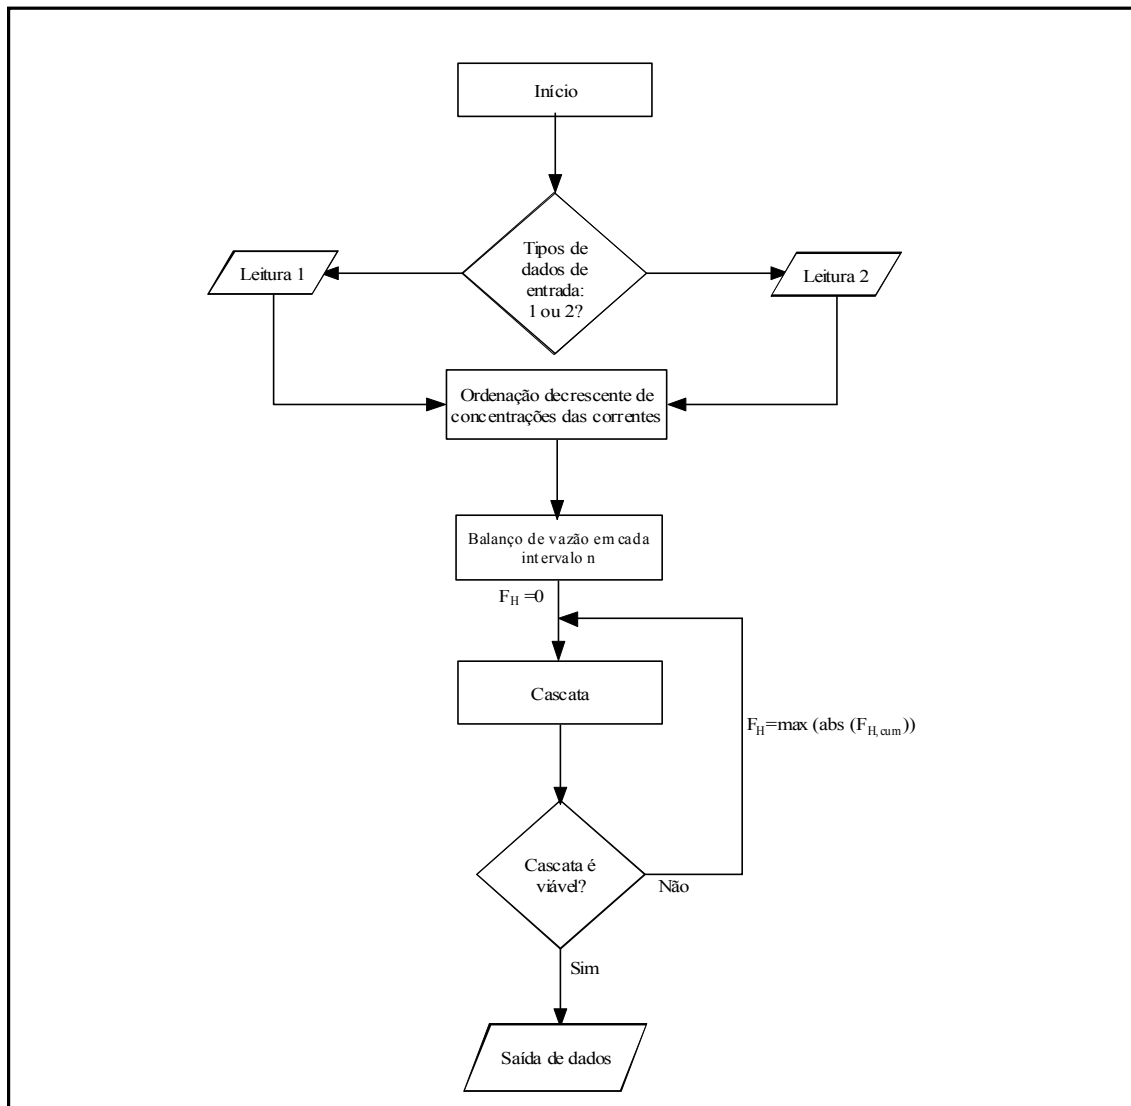 Início
Tipos de
dados de
entrada:
1 ou 2?
Leitura 1
Leitura 2
Ordenação decrescente de
concentrações das correntes
Balanço de vazão em cada
intervalo n
F_H =0
Cascata
F_H=max (abs (F_H, cum))
Cascata é
viável?
Não
Sim
Saída de dados